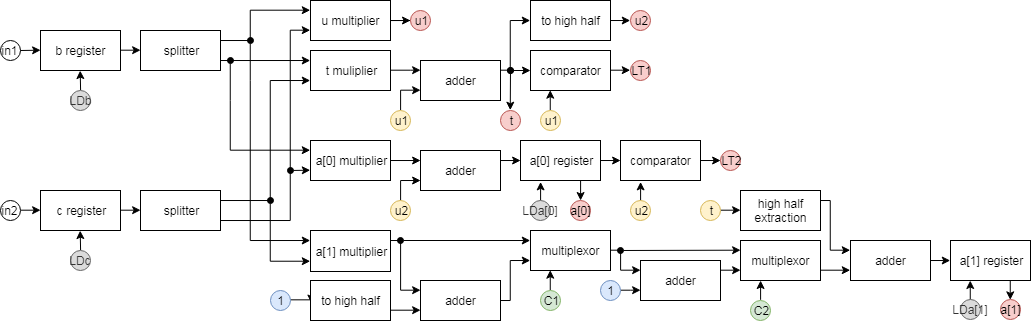 u multiplier
u1
to high half
u2
in1
b register
splitter
t muliplier
adder
comparator
LT1
LDb
u1
t
u1
a[0] multiplier
adder
a[0] register
comparator
LT2
in2
c register
splitter
u2
LDa[0]
a[0]
u2
t
high half
extraction
LDc
a[1] multiplier
multiplexor
multiplexor
adder
a[1] register
1
to high half
adder
C1
1
adder
C2
LDa[1]
a[1]